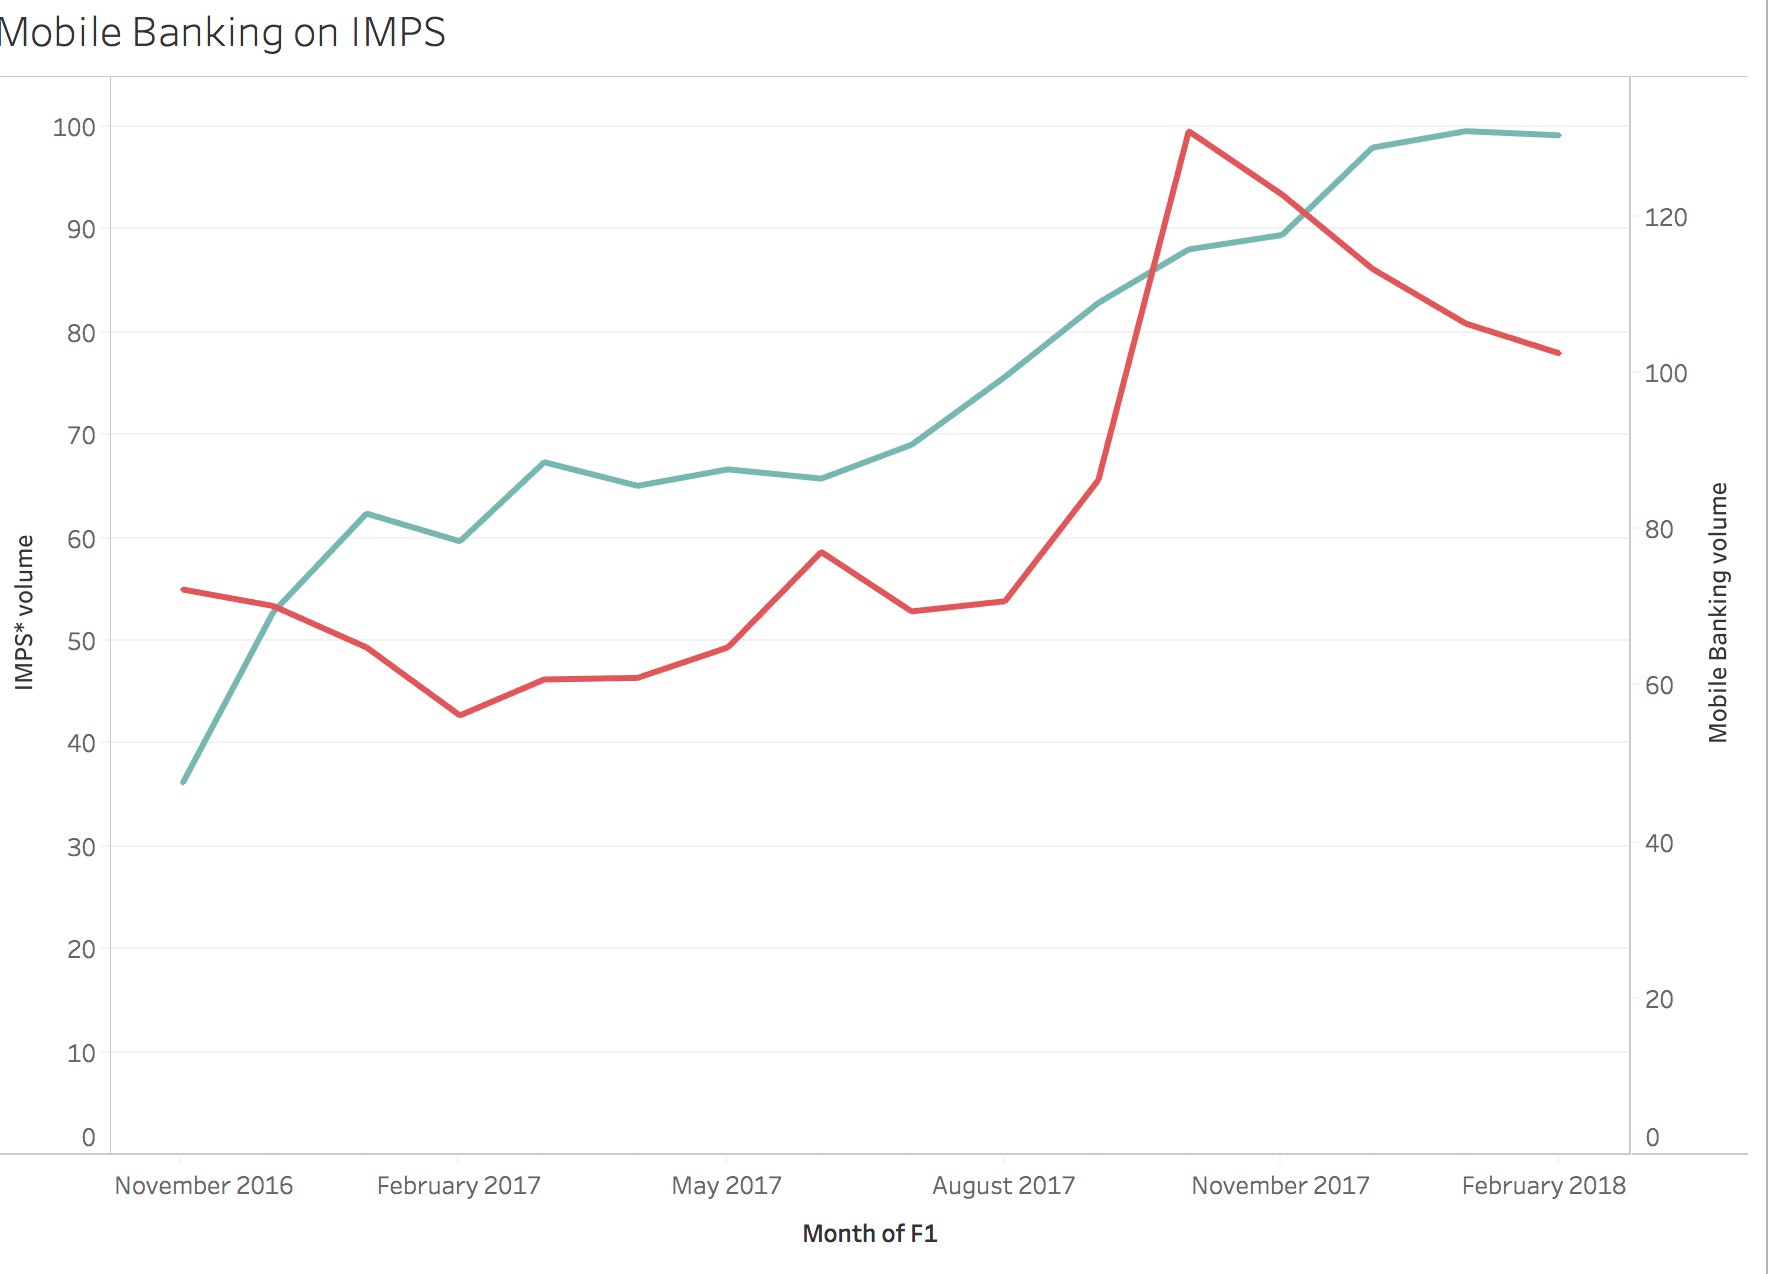 Mobile Banking on IMPS
100
90
80
70
60
50
40
30
20
10
0
IMPS* volume
120
100
80
60
40
20
0
Mobile Banking volume
November 2016
February 2017
May 2017
August 2017
November 2017
February 2018
Month of F1